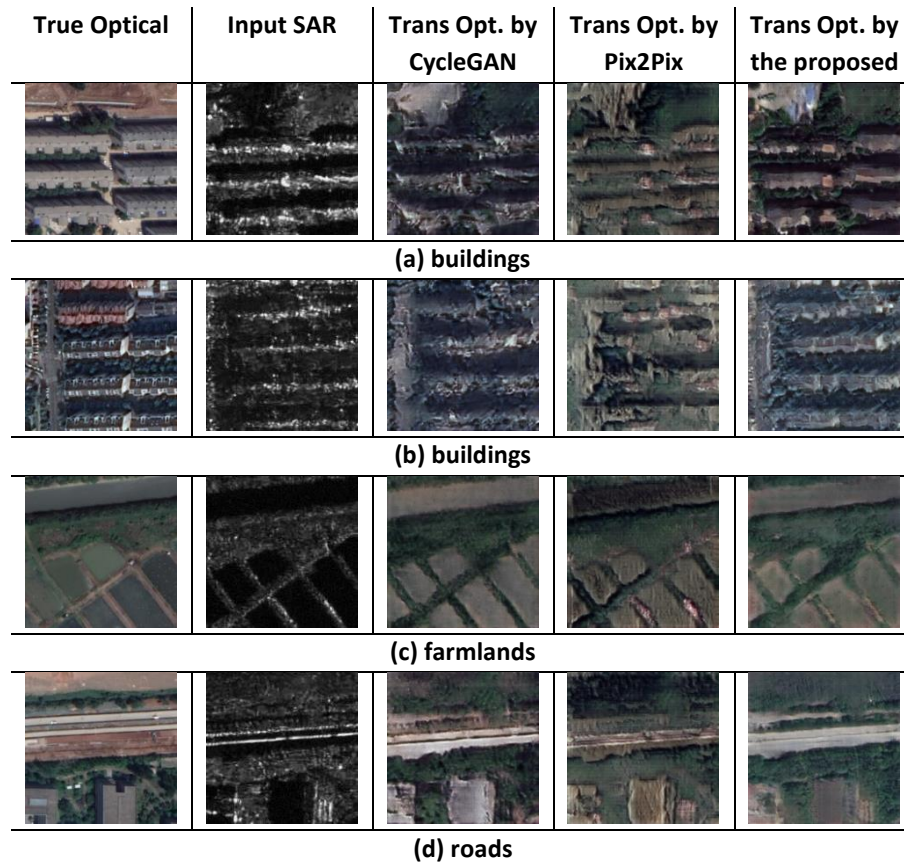 True Optical
Input SAR
Trans Opt. by
CycleGAN
Trans Opt. by
Pix2Pix
Trans Opt. by
the proposed
(a) buildings
(b) buildings
(c) farmlands
(d) roads